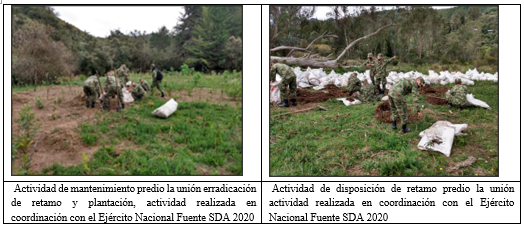 Actividad de mantenimiento predio la unión erradicación
de retamo y plantación, actividad realizada en
coordinación con el Ejército Nacional Fuente SDA 2020
Actividad de disposición de retamo predio la unión
actividad realizada en coordinación con el Ejército
Nacional Fuente SDA 2020